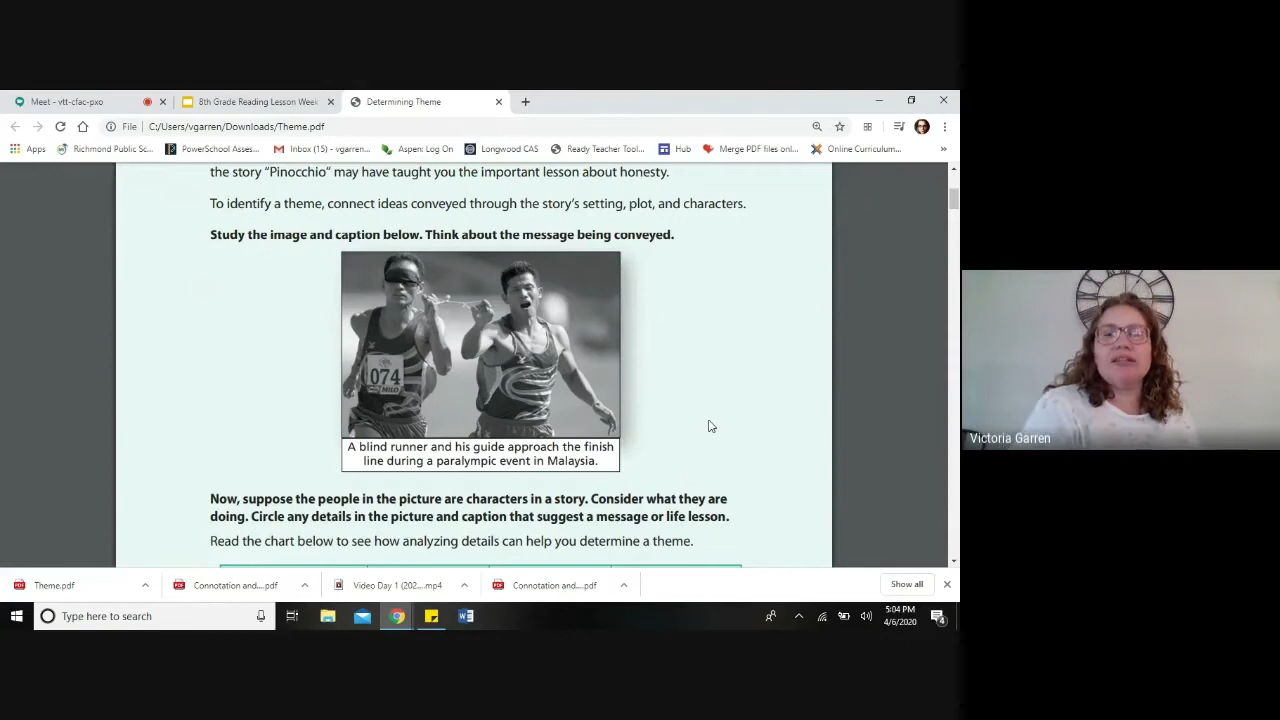 Meet - vtt-cfac-pxo
8th Grade Reading Lesson Week
Determining Theme
File
C:/Users/vgarren/Downloads/Theme.pdf
Apps
Richmond Public Sc...
PowerSchool Asses...
Inbox (15) - vgarren...
Aspen: Log On
Longwood CAS
Ready Teacher Tool...
Hub
Merge PDF files onl...
Online Curriculum...
»
the story “Pinocchio” may have taught you the important lesson about honesty.
To identify a theme, connect ideas conveyed through the story’s setting, plot, and characters.
Study the image and caption below. Think about the message being conveyed.
074
MILO
A blind runner and his guide approach the finish
line during a paralympic event in Malaysia.
Victoria Garren
Now, suppose the people in the picture are characters in a story. Consider what they are
doing. Circle any details in the picture and caption that suggest a message or life lesson.
Read the chart below to see how analyzing details can help you determine a theme.
Theme.pdf
Connotation and....pdf
Video Day 1 (202....mp4
Connotation and....pdf
Show all
Type here to search
5:04 PM
4/6/2020
4